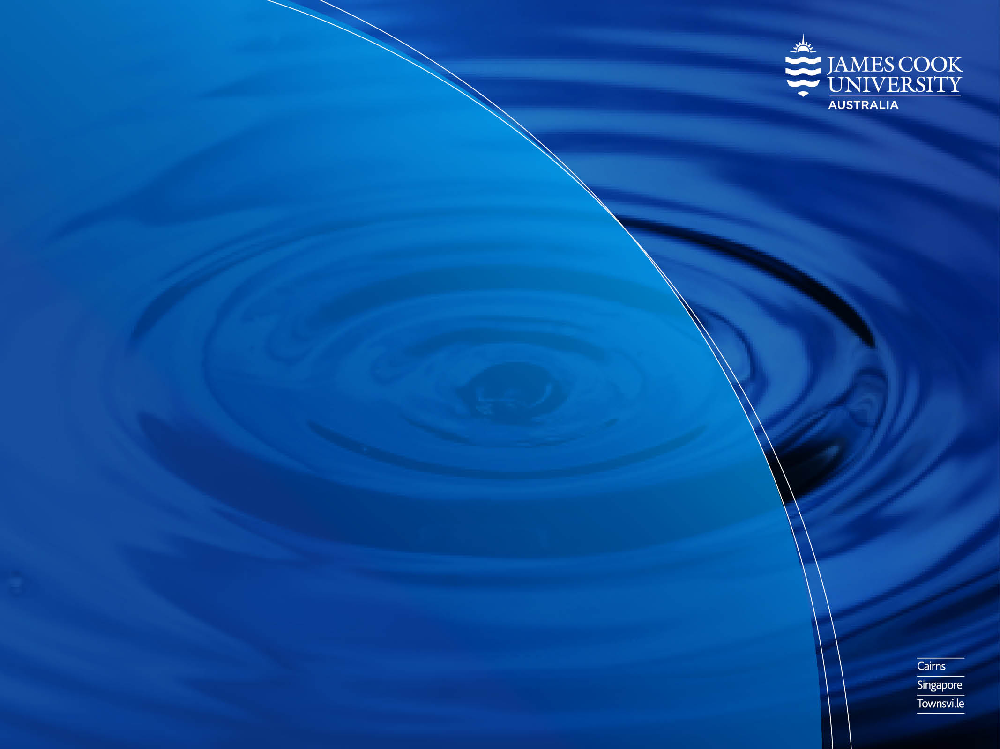 JAMES COOK
UNIVERSITY
AUSTRALIA
Cairns
Singapore
Townsville